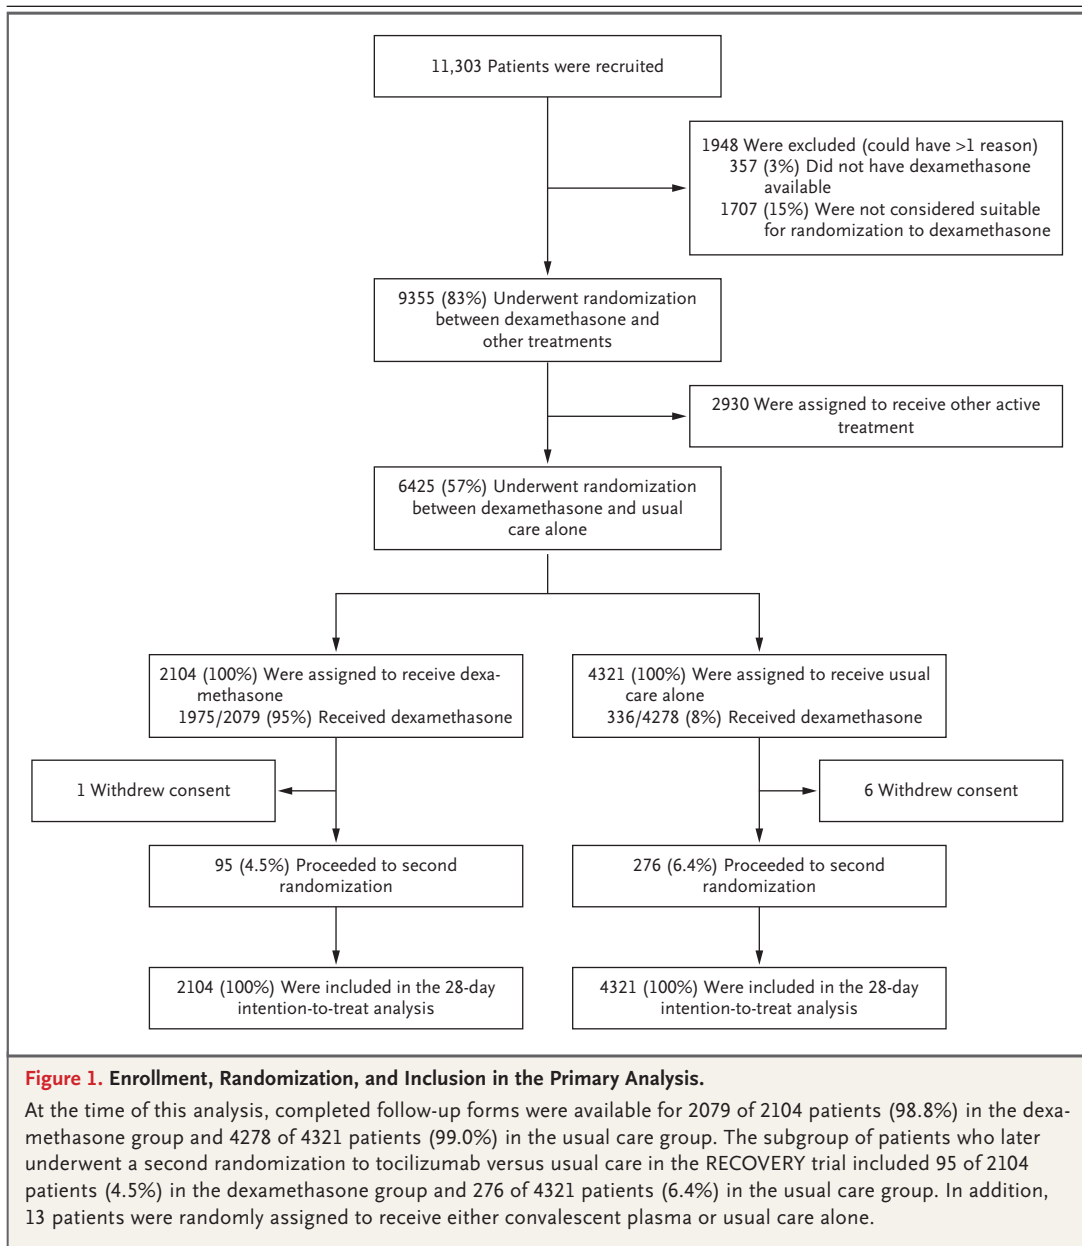 11,303 Patients were recruited
1948 Were excluded (could have >1 reason)
357 (3%) Did not have dexamethasone
available
1707 (15%) Were not considered suitable
for randomization to dexamethasone
9355 (83%) Underwent randomization
between dexamethasone and
other treatments
2930 Were assigned to receive other active
treatment
6425 (57%) Underwent randomization
between dexamethasone and usual
care alone
2104 (100%) Were assigned to receive dexa-
methasone
1975/2079 (95%) Received dexamethasone
4321 (100%) Were assigned to receive usual
care alone
336/4278 (8%) Received dexamethasone
1 Withdrew consent
6 Withdrew consent
95 (4.5%) Proceeded to second
randomization
276 (6.4%) Proceeded to second
randomization
2104 (100%) Were included in the 28-day
intention-to-treat analysis
4321 (100%) Were included in the 28-day
intention-to-treat analysis
Figure 1. Enrollment, Randomization, and Inclusion in the Primary Analysis.
At the time of this analysis, completed follow-up forms were available for 2079 of 2104 patients (98.8%) in the dexa-
methasone group and 4278 of 4321 patients (99.0%) in the usual care group. The subgroup of patients who later
underwent a second randomization to tocilizumab versus usual care in the RECOVERY trial included 95 of 2104
patients (4.5%) in the dexamethasone group and 276 of 4321 patients (6.4%) in the usual care group. In addition,
13 patients were randomly assigned to receive either convalescent plasma or usual care alone.